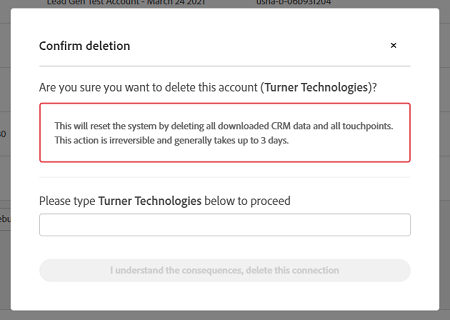 Lead Gen Test Account - March 24 2021
Confirm deletion
×
Are you sure you want to delete this account (Turner Technologies)?
This will reset the system by deleting all downloaded CRM data and all touchpoints.
This action is irreversible and generally takes up to 3 days.
Please type Turner Technologies below to proceed
I understand the consequences, delete this connection